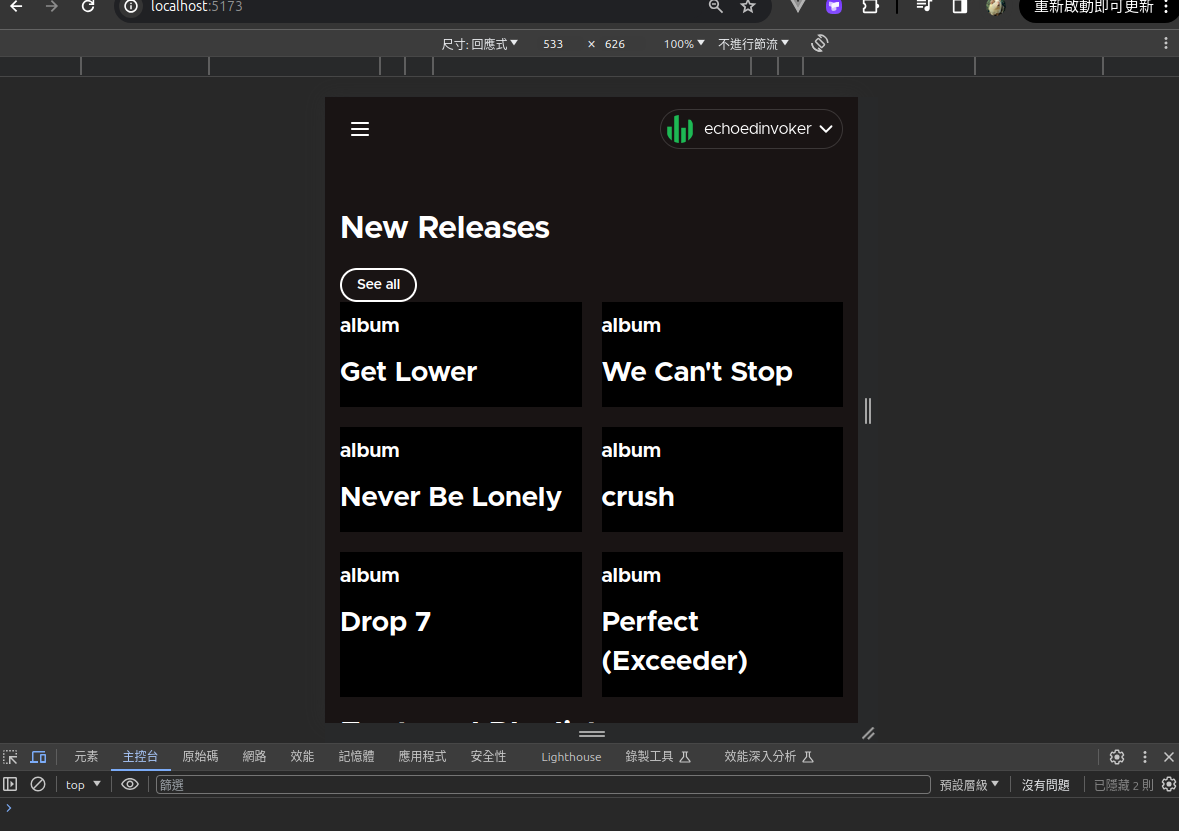 localhost:5173
重新啟動即可更新
尺寸: 回應式 533 × 626 100% 不進行節流
echoedinvoker
New Releases
See all
album album
Get Lower We Can't Stop
album album
Never Be Lonely crush
album album
Drop 7 Perfect
(Exceeder)
元素 主控台 原始碼 網路 效能 記憶體 應用程式 安全性 Lighthouse 錄製工具 效能深入分析
top 篩選 預設層級 沒有問題 已隱藏 2 則